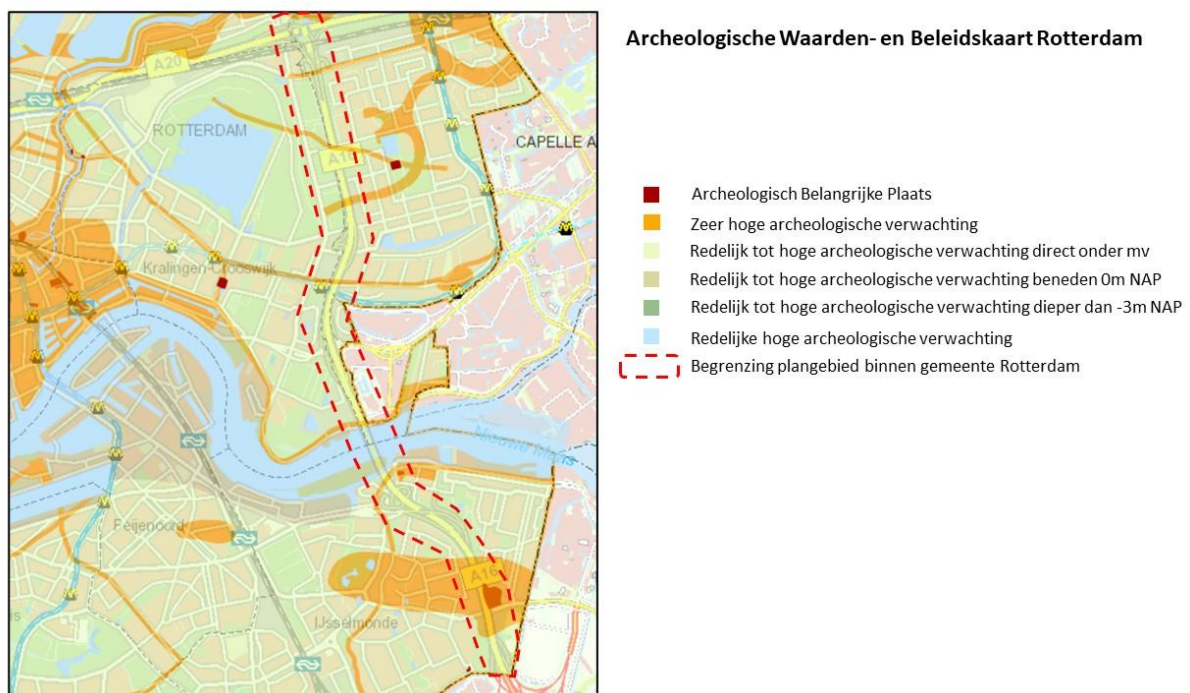 Archeologische Waarden- en Beleidskaart Rotterdam
A20
ROTTERDAM
CAPELLE A
A16
Kralingen-Crooswijk
Nieuwe Maas
Feijenoord
A16
IJsselmonde
Archeologisch Belangrijke Plaats
Zeer hoge archeologische verwachting
Redelijk tot hoge archeologische verwachting direct onder mv
Redelijk tot hoge archeologische verwachting beneden 0m NAP
Redelijk tot hoge archeologische verwachting dieper dan -3m NAP
Redelijke hoge archeologische verwachting
Begrenzing plangebied binnen gemeente Rotterdam